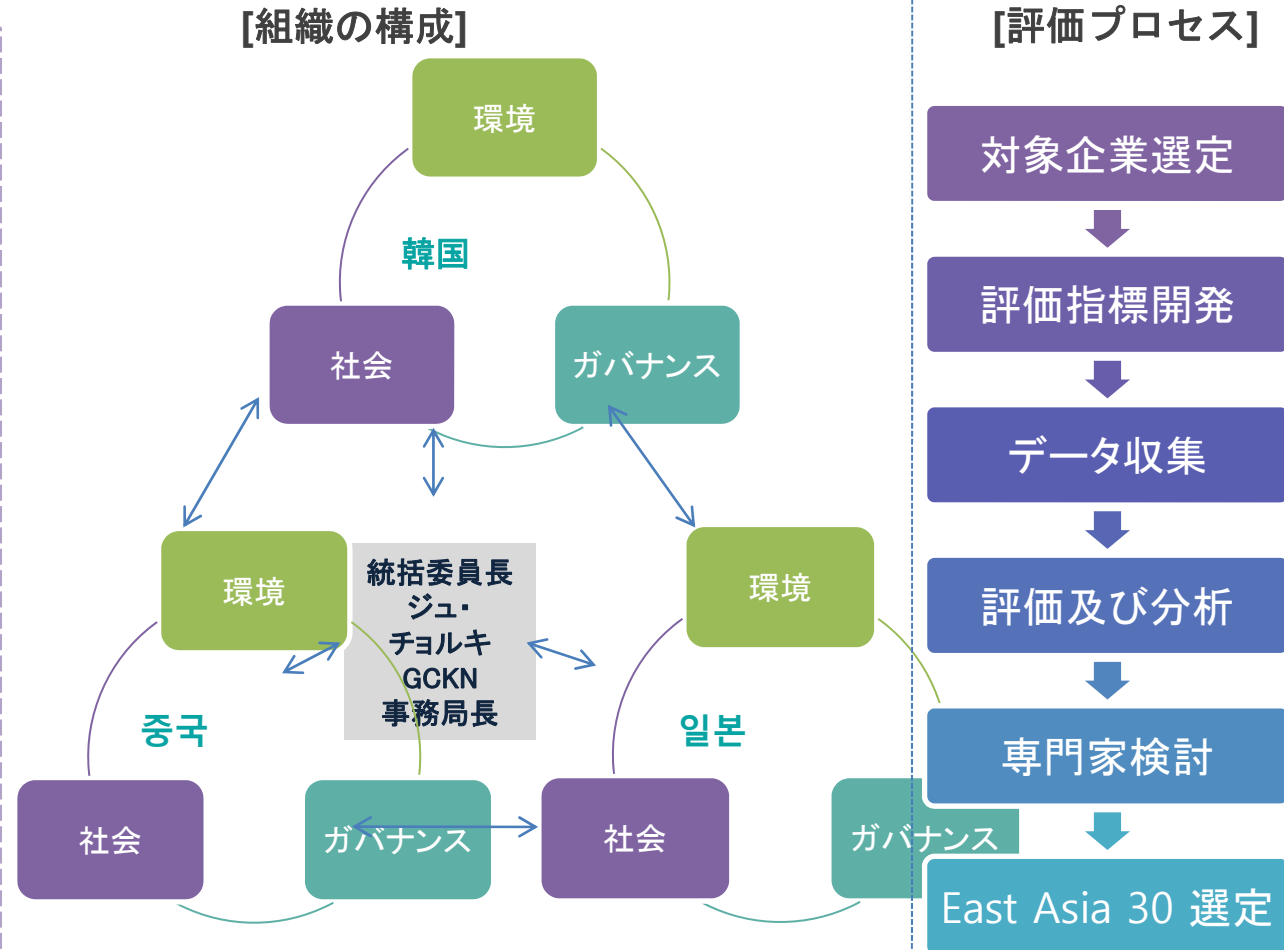 [組織の構成]
環境
韓国
社会
ガバナンス
環境
統括委員長
ジュ・
チョルキ
GCKN
事務局長
環境
중국
일본
社会
ガバナンス
社会
ガバナンス
[評価プロセス]
対象企業選定
評価指標開発
データ収集
評価及び分析
専門家検討
East Asia 30 選定